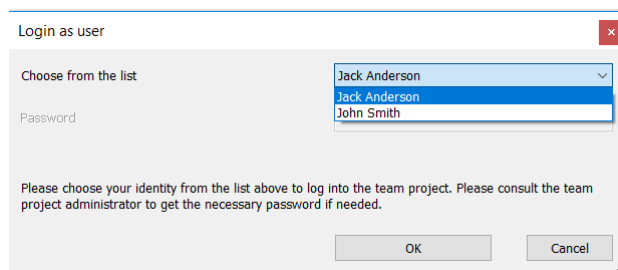 Login as user
Choose from the list
Jack Anderson
Jack Anderson
John Smith
Password
Please choose your identity from the list above to log into the team project. Please consult the team
project administrator to get the necessary password if needed.
OK
Cancel